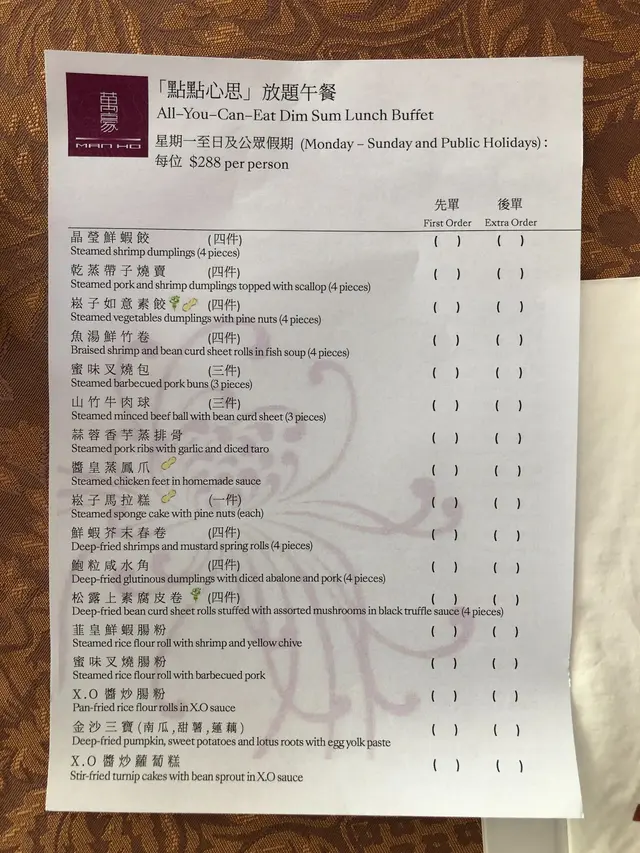 萬豪
MAN HO
「點點心思」放題午餐
All-You-Can-Eat Dim Sum Lunch Buffet
星期一至日及公眾假期 (Monday – Sunday and Public Holidays) :
每位 $288 per person
先單 後單
First Order Extra Order
晶瑩鮮蝦餃 (四件) ( ) ( )
Steamed shrimp dumplings (4 pieces)
乾蒸帶子燒賣 (四件) ( ) ( )
Steamed pork and shrimp dumplings topped with scallop (4 pieces)
崧子如意素餃 (四件) ( ) ( )
Steamed vegetables dumplings with pine nuts (4 pieces)
魚湯鮮竹卷 (四件) ( ) ( )
Braised shrimp and bean curd sheet rolls in fish soup (4 pieces)
蜜味叉燒包 (三件) ( ) ( )
Steamed barbecued pork buns (3 pieces)
山竹牛肉球 (三件) ( ) ( )
Steamed minced beef ball with bean curd sheet (3 pieces)
蒜蓉香芋蒸排骨 ( ) ( )
Steamed pork ribs with garlic and diced taro
醬皇蒸鳳爪 ( ) ( )
Steamed chicken feet in homemade sauce
崧子馬拉糕 (一件) ( ) ( )
Steamed sponge cake with pine nuts (each)
鮮蝦芥末春卷 (四件) ( ) ( )
Deep-fried shrimps and mustard spring rolls (4 pieces)
鮑粒咸水角 (四件) ( ) ( )
Deep-fried glutinous dumplings with diced abalone and pork (4 pieces)
松露上素腐皮卷 (四件) ( ) ( )
Deep-fried bean curd sheet rolls stuffed with assorted mushrooms in black truffle sauce (4 pieces)
韮皇鮮蝦腸粉 ( ) ( )
Steamed rice flour roll with shrimp and yellow chive
蜜味叉燒腸粉 ( ) ( )
Steamed rice flour roll with barbecued pork
X.O 醬炒腸粉 ( ) ( )
Pan-fried rice flour rolls in X.O sauce
金沙三寶 (南瓜,甜薯,蓮藕) ( ) ( )
Deep-fried pumpkin, sweet potatoes and lotus roots with egg yolk paste
X.O 醬炒蘿蔔糕 ( ) ( )
Stir-fried turnip cakes with bean sprout in X.O sauce